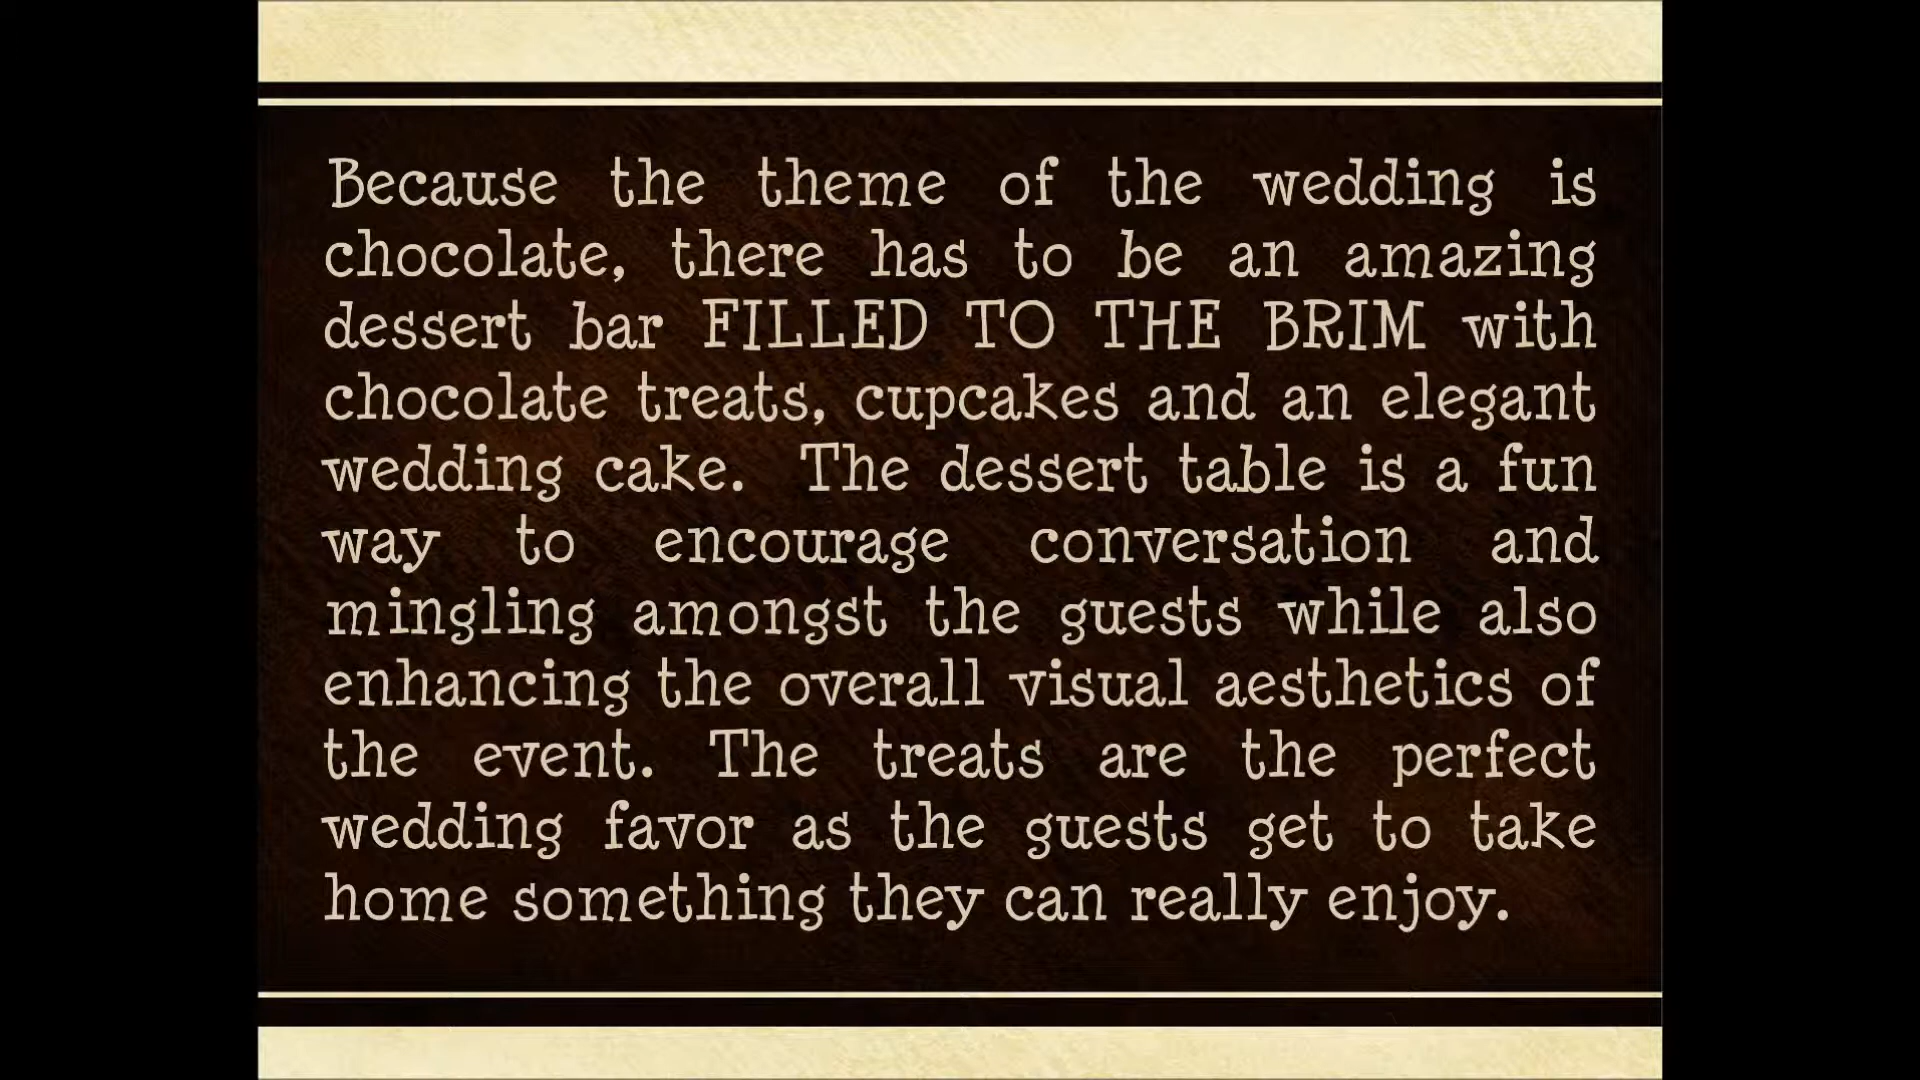 Because the theme of the wedding is
chocolate, there has to be an amazing
dessert bar FILLED TO THE BRIM with
chocolate treats, cupcakes and an elegant
wedding cake.  The dessert table is a fun
way to encourage conversation and
mingling amongst the guests while also
enhancing the overall visual aesthetics of
the event. The treats are the perfect
wedding favor as the guests get to take
home something they can really enjoy.